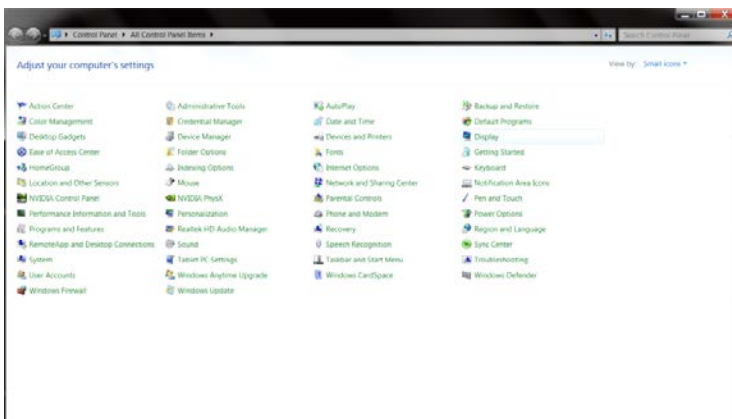 Control Panel ▸ All Control Panel Items ▸ Search Control Panel
Adjust your computer's settings View by: Small icons
Action Center Administrative Tools AutoPlay Backup and Restore
Color Management Credential Manager Date and Time Default Programs
Desktop Gadgets Device Manager Devices and Printers Display
Ease of Access Center Folder Options Fonts Getting Started
HomeGroup Indexing Options Internet Options Keyboard
Location and Other Sensors Mouse Network and Sharing Center Notification Area Icons
NVIDIA Control Panel NVIDIA PhysX Parental Controls Pen and Touch
Performance Information and Tools Personalization Phone and Modem Power Options
Programs and Features Realtek HD Audio Manager Recovery Region and Language
RemoteApp and Desktop Connections Sound Speech Recognition Sync Center
System Tablet PC Settings Taskbar and Start Menu Troubleshooting
User Accounts Windows Anytime Upgrade Windows CardSpace Windows Defender
Windows Firewall Windows Update